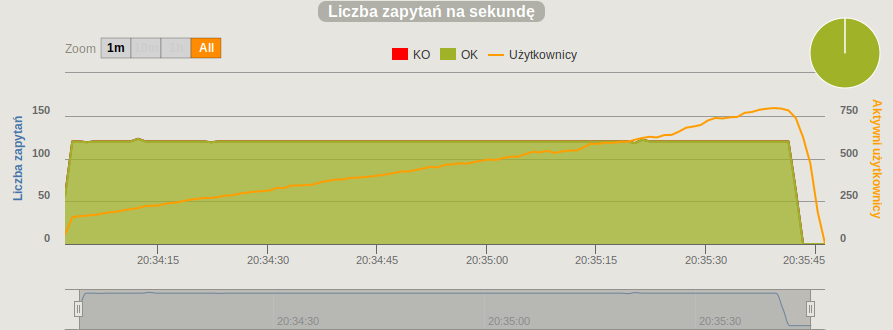 Liczba zapytań na sekundę
Zoom 1m 10m 1h All
KO OK Użytkownicy
Liczba zapytań
150
100
50
0
750
500
250
0
Aktywni użytkownicy
20:34:15 20:34:30 20:34:45 20:35:00 20:35:15 20:35:30 20:35:45
20:34:30 20:35:00 20:35:30